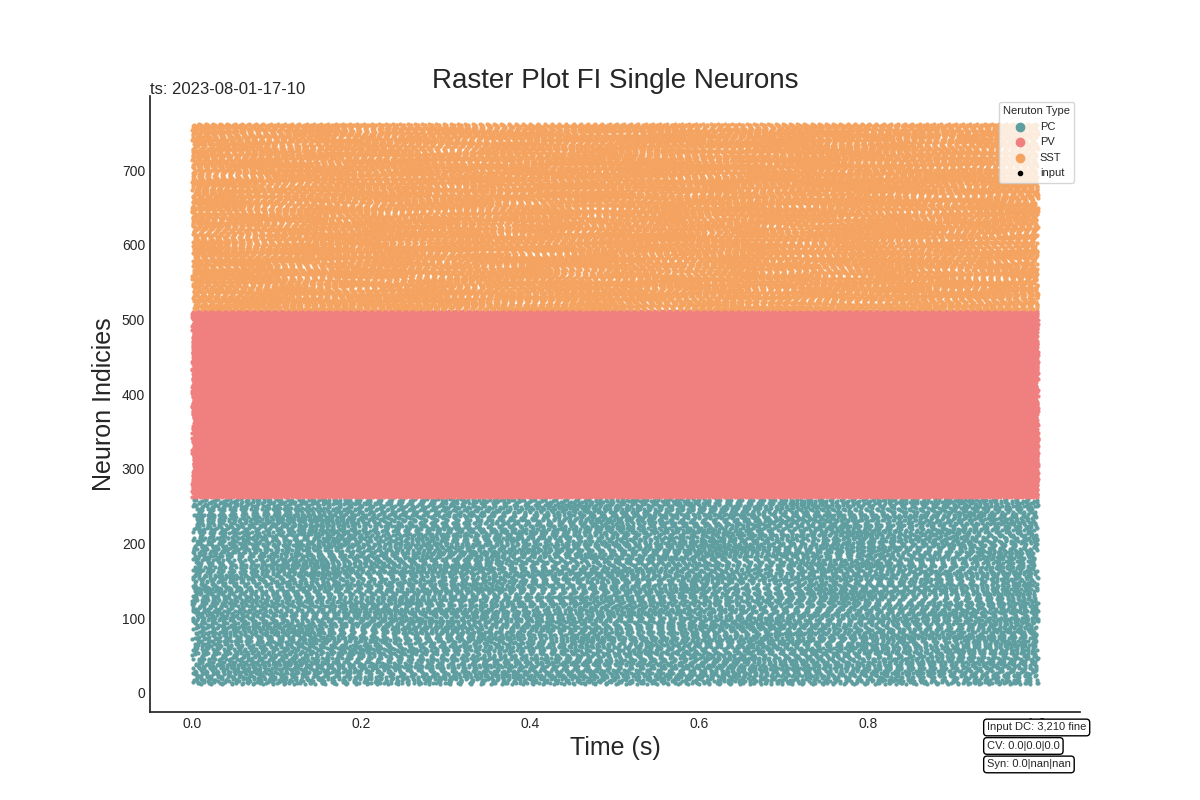 Raster Plot FI Single Neurons
ts: 2023-08-01-17-10
Neruton Type
PC
PV
SST
input
Neuron Indicies
700
600
500
400
300
200
100
0
0.0 0.2 0.4 0.6 0.8
Time (s)
Input DC: 3,210 fine
CV: 0.0|0.0|0.0
Syn: 0.0|nan|nan